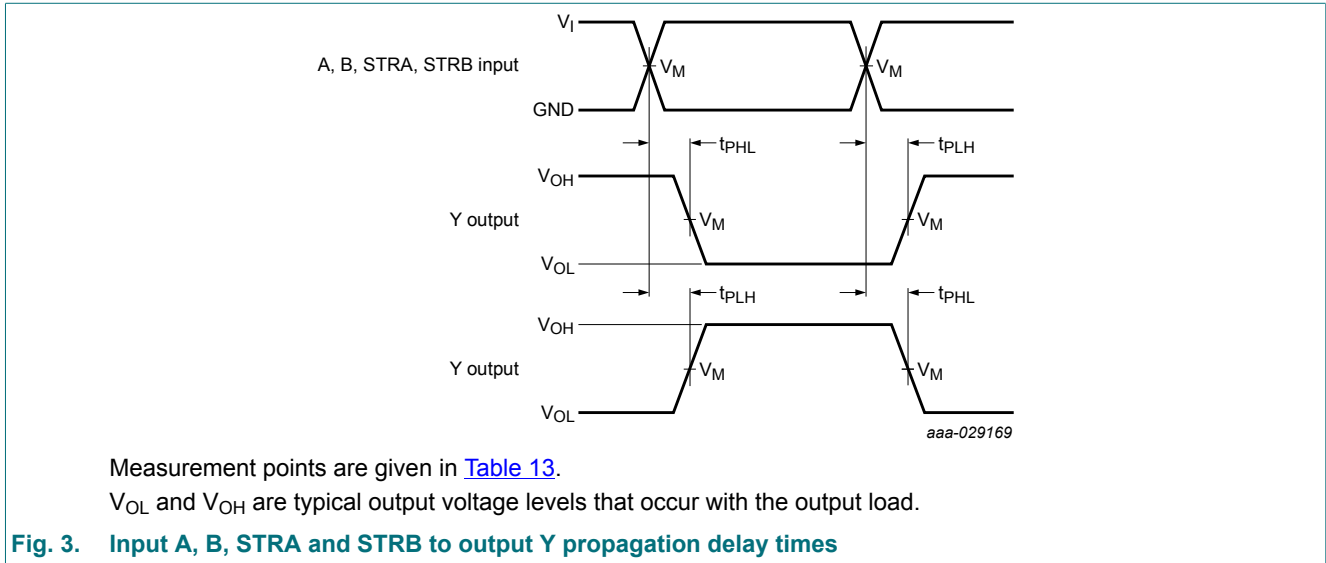 VI
A, B, STRA, STRB input
VM
VM
GND
tPHL
tPLH
VOH
Y output
VM
VM
VOL
tPLH
tPHL
VOH
Y output
VM
VM
VOL
aaa-029169
Measurement points are given in Table 13.
VOL and VOH are typical output voltage levels that occur with the output load.
Fig. 3. Input A, B, STRA and STRB to output Y propagation delay times